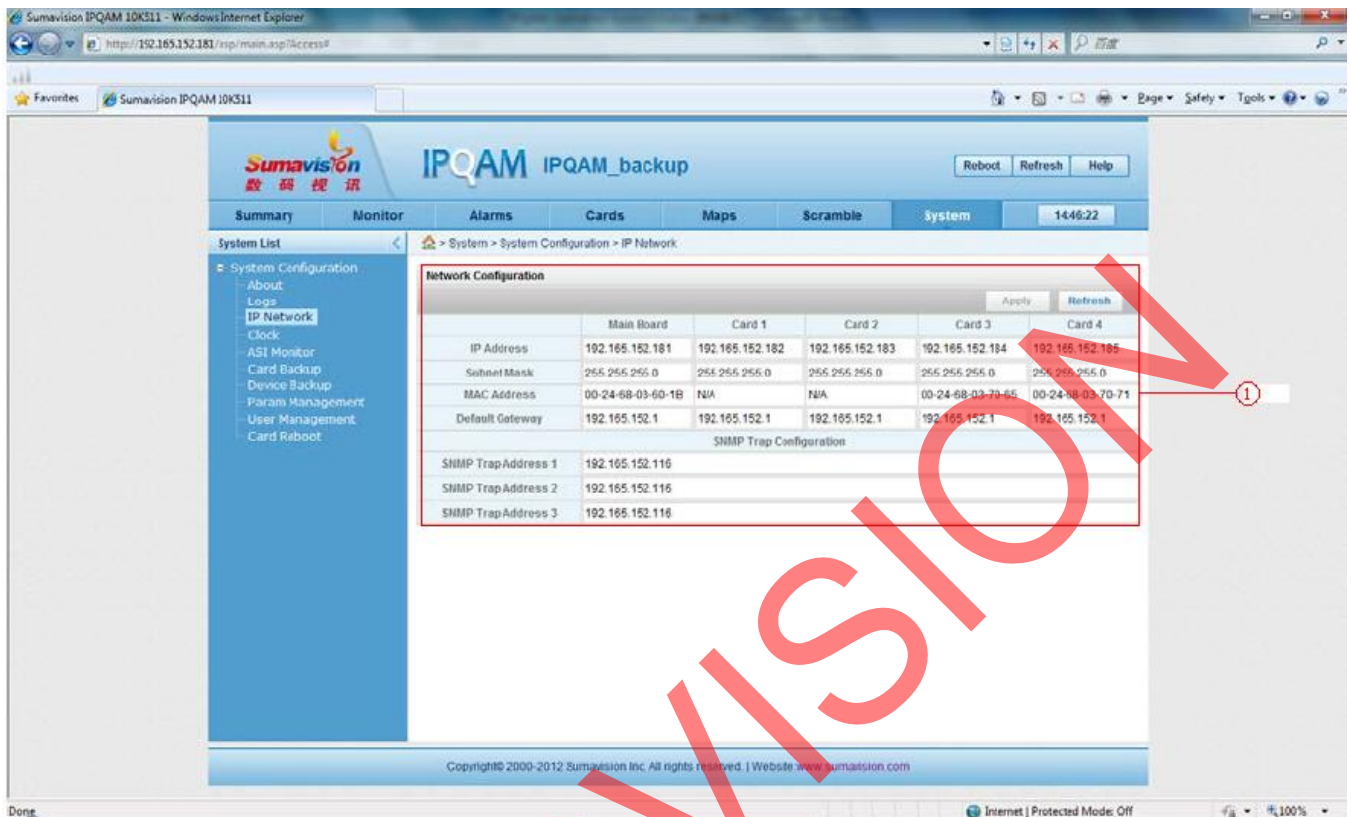 Sumavision IPQAM 10K511 - Windows Internet Explorer
http://192.165.152.181/asp/main.asp?Access#
Favorites Sumavision IPQAM 10K511 Page Safety Tools
Sumavision
数码视讯
IPQAM IPQAM_backup
Reboot Refresh Help
Summary Monitor Alarms Cards Maps Scramble System 14:46:22
System List > System > System Configuration > IP Network
System Configuration
About
Logs
IP Network
Clock
ASI Monitor
Card Backup
Device Backup
Param Management
User Management
Card Reboot
Network Configuration
Apply Refresh
Main Board Card 1 Card 2 Card 3 Card 4
IP Address 192.165.152.181 192.165.152.182 192.165.152.183 192.165.152.184 192.165.152.185
Subnet Mask 255.255.255.0 255.255.255.0 255.255.255.0 255.255.255.0 255.255.255.0
MAC Address 00-24-68-03-60-1B N/A N/A 00-24-68-03-70-65 00-24-68-03-70-71
Default Gateway 192.165.152.1 192.165.152.1 192.165.152.1 192.165.152.1 192.165.152.1
SNMP Trap Configuration
SNMP Trap Address 1 192.165.152.116
SNMP Trap Address 2 192.165.152.116
SNMP Trap Address 3 192.165.152.116
1
VISION
Copyright© 2000-2012 Sumavision Inc. All rights reserved. | Website:www.sumavision.com
Done Internet | Protected Mode: Off 100%